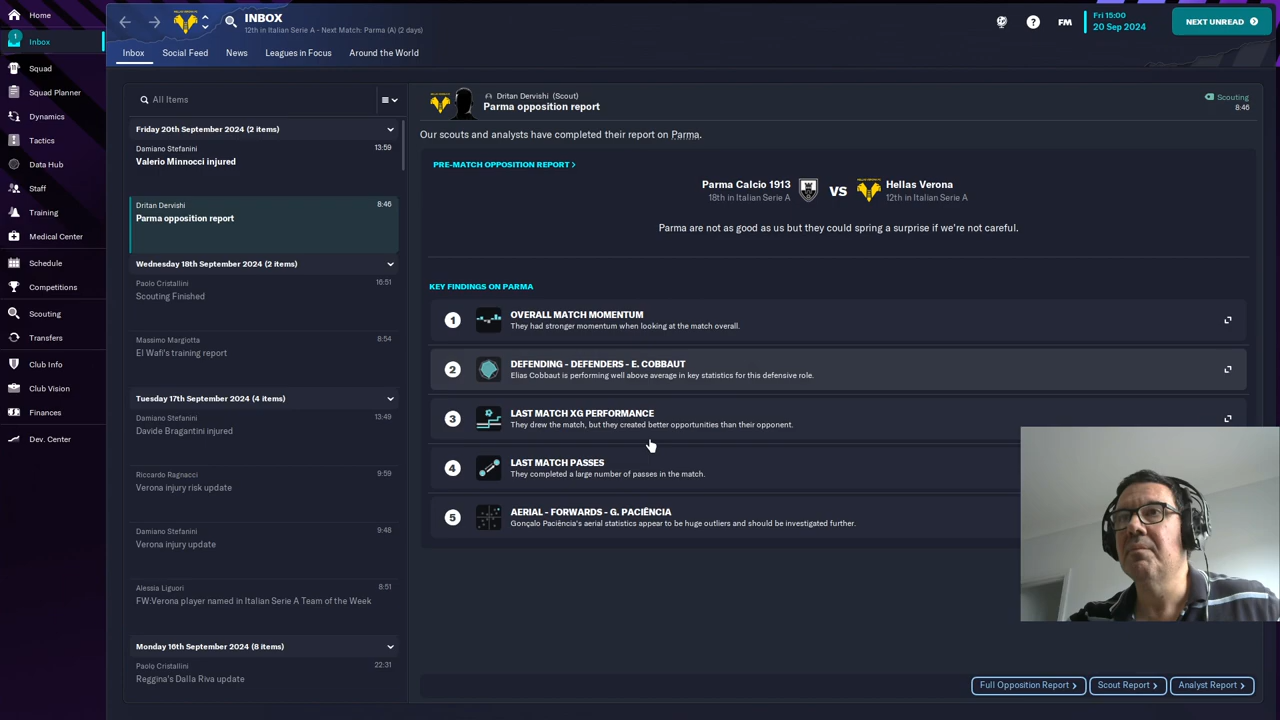 Home
1
Inbox
Squad
Squad Planner
Dynamics
Tactics
Data Hub
Staff
Training
Medical Center
Schedule
Competitions
Scouting
Transfers
Club Info
Club Vision
Finances
Dev. Center
INBOX
12th in Italian Serie A - Next Match: Parma (A) (2 days)
?
FM
Fri 15:00
20 Sep 2024
NEXT UNREAD
Inbox
Social Feed
News
Leagues in Focus
Around the World
All Items
Friday 20th September 2024 (2 items)
Damiano Stefanini 13:59
Valerio Minnocci injured
Dritan Dervishi 8:46
Parma opposition report
Wednesday 18th September 2024 (2 items)
Paolo Cristallini 16:51
Scouting Finished
Massimo Margiotta 8:54
El Wafi's training report
Tuesday 17th September 2024 (4 items)
Damiano Stefanini 13:49
Davide Bragantini injured
Riccardo Ragnacci 9:59
Verona injury risk update
Damiano Stefanini 9:48
Verona injury update
Alessia Liguori 8:51
FW:Verona player named in Italian Serie A Team of the Week
Monday 16th September 2024 (8 items)
Paolo Cristallini 22:31
Reggina's Dalla Riva update
Dritan Dervishi (Scout)
Parma opposition report
Scouting
8:46
Our scouts and analysts have completed their report on Parma.
PRE-MATCH OPPOSITION REPORT >
Parma Calcio 1913 VS Hellas Verona
18th in Italian Serie A 12th in Italian Serie A
Parma are not as good as us but they could spring a surprise if we're not careful.
KEY FINDINGS ON PARMA
1 OVERALL MATCH MOMENTUM
They had stronger momentum when looking at the match overall.
2 DEFENDING - DEFENDERS - E. COBBAUT
Elias Cobbaut is performing well above average in key statistics for this defensive role.
3 LAST MATCH XG PERFORMANCE
They drew the match, but they created better opportunities than their opponent.
4 LAST MATCH PASSES
They completed a large number of passes in the match.
5 AERIAL - FORWARDS - G. PACIÊNCIA
Gonçalo Paciência's aerial statistics appear to be huge outliers and should be investigated further.
Full Opposition Report >
Scout Report >
Analyst Report >